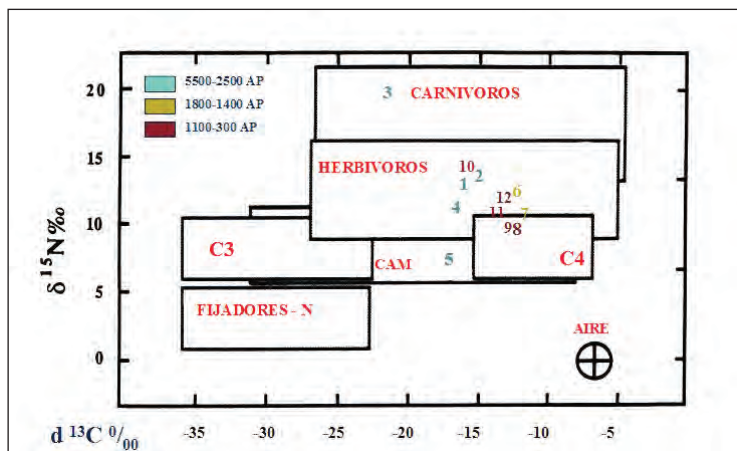 20
15
10
5
0
δ 15N‰
5500-2500 AP
1800-1400 AP
1100-300 AP
3 CARNIVOROS
HERBIVOROS
10
2
1
6
12
4
11
7
9 8
C3
CAM
5
C4
FIJADORES - N
AIRE
d 13C 0/00
-35 -30 -25 -20 -15 -10 -5